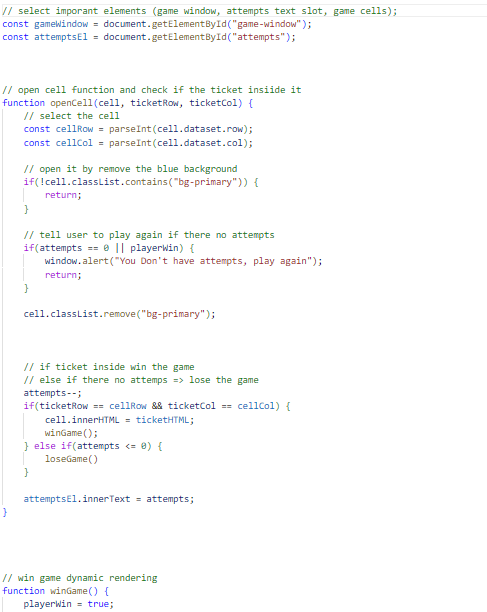 // select imporant elements (game window, attempts text slot, game cells);
const gameWindow = document.getElementById("game-window");
const attemptsEl = document.getElementById("attempts");
// open cell function and check if the ticket insiide it
function openCell(cell, ticketRow, ticketCol) {
// select the cell
const cellRow = parseInt(cell.dataset.row);
const cellCol = parseInt(cell.dataset.col);
// open it by remove the blue background
if(!cell.classList.contains("bg-primary")) {
return;
}
// tell user to play again if there no attempts
if(attempts == 0 || playerWin) {
window.alert("You Don't have attempts, play again");
return;
}
cell.classList.remove("bg-primary");
// if ticket inside win the game
// else if there no attemps => lose the game
attempts--;
if(ticketRow == cellRow && ticketCol == cellCol) {
cell.innerHTML = ticketHTML;
winGame();
} else if(attempts <= 0) {
loseGame()
}
attemptsEl.innerText = attempts;
}
// win game dynamic rendering
function winGame() {
playerWin = true;